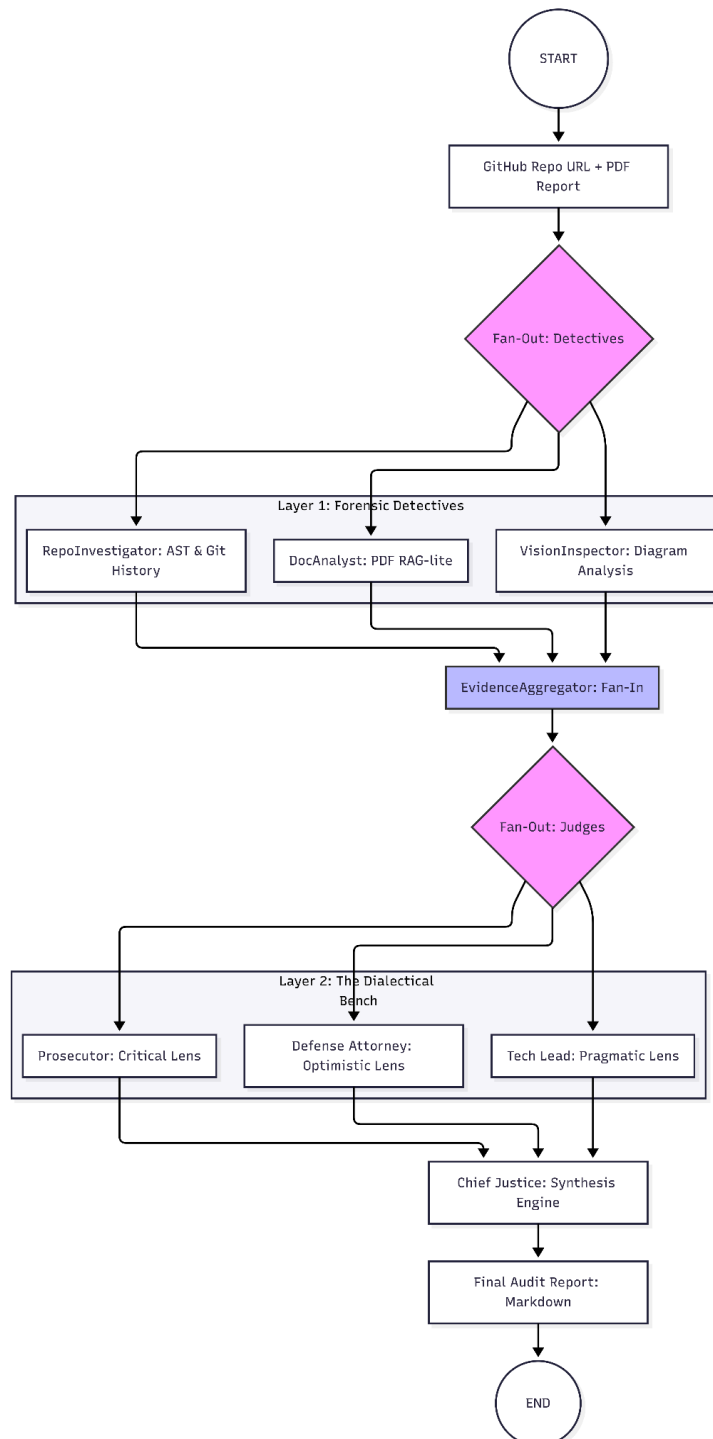 START
GitHub Repo URL + PDF
Report
Fan-Out: Detectives
Layer 1: Forensic Detectives
RepoInvestigator: AST & Git
History
DocAnalyst: PDF RAG-lite
VisionInspector: Diagram
Analysis
EvidenceAggregator: Fan-In
Fan-Out: Judges
Layer 2: The Dialectical
Bench
Prosecutor: Critical Lens
Defense Attorney:
Optimistic Lens
Tech Lead: Pragmatic Lens
Chief Justice: Synthesis
Engine
Final Audit Report:
Markdown
END